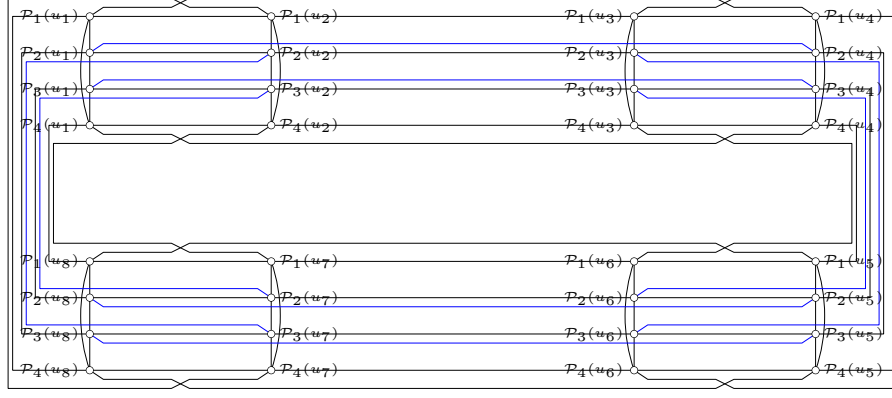 𝒫₁(u₁) 𝒫₁(u₂) 𝒫₁(u₃) 𝒫₁(u₄)
𝒫₂(u₁) 𝒫₂(u₂) 𝒫₂(u₃) 𝒫₂(u₄)
𝒫₃(u₁) 𝒫₃(u₂) 𝒫₃(u₃) 𝒫₃(u₄)
𝒫₄(u₁) 𝒫₄(u₂) 𝒫₄(u₃) 𝒫₄(u₄)
𝒫₁(u₈) 𝒫₁(u₇) 𝒫₁(u₆) 𝒫₁(u₅)
𝒫₂(u₈) 𝒫₂(u₇) 𝒫₂(u₆) 𝒫₂(u₅)
𝒫₃(u₈) 𝒫₃(u₇) 𝒫₃(u₆) 𝒫₃(u₅)
𝒫₄(u₈) 𝒫₄(u₇) 𝒫₄(u₆) 𝒫₄(u₅)